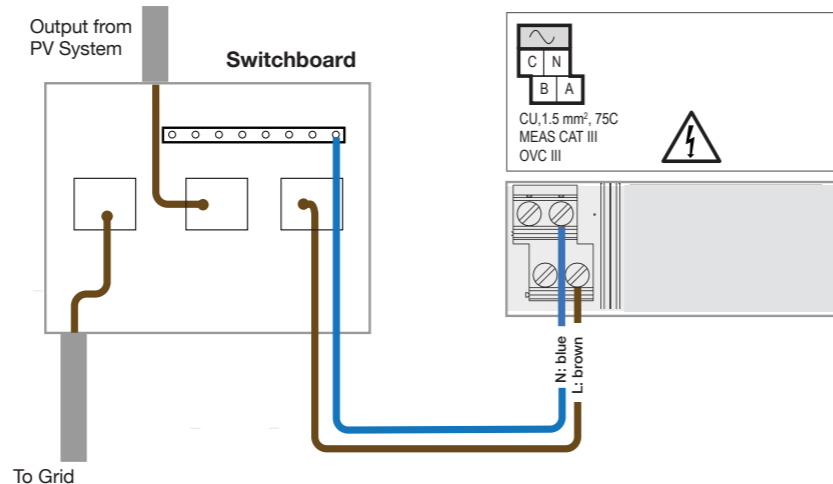 Output from
PV System
Switchboard
C N
B A
CU,1.5 mm², 75C
MEAS CAT III
OVC III
N: blue
L: brown
To Grid